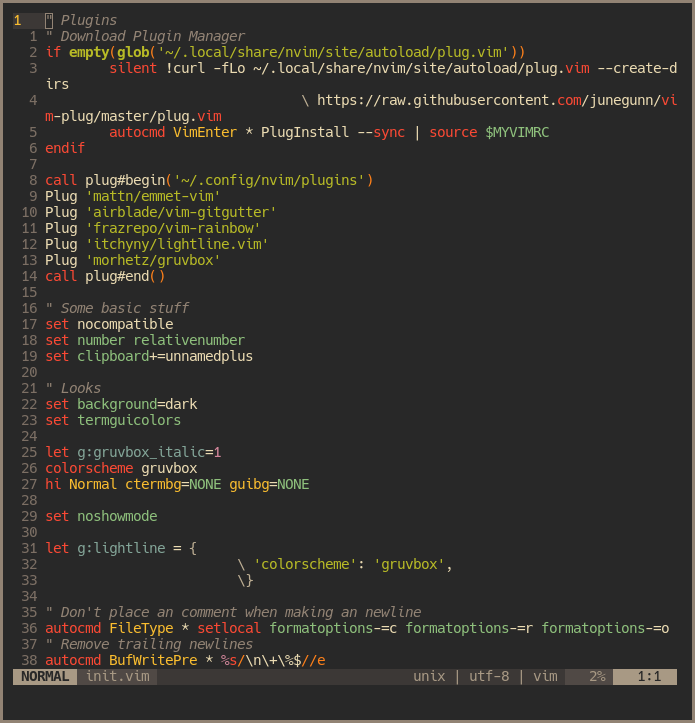 1 " Plugins
1 " Download Plugin Manager
2 if empty(glob('~/.local/share/nvim/site/autoload/plug.vim'))
3 silent !curl -fLo ~/.local/share/nvim/site/autoload/plug.vim --create-d
irs
4 \ https://raw.githubusercontent.com/junegunn/vi
m-plug/master/plug.vim
5 autocmd VimEnter * PlugInstall --sync | source $MYVIMRC
6 endif
7
8 call plug#begin('~/.config/nvim/plugins')
9 Plug 'mattn/emmet-vim'
10 Plug 'airblade/vim-gitgutter'
11 Plug 'frazrepo/vim-rainbow'
12 Plug 'itchyny/lightline.vim'
13 Plug 'morhetz/gruvbox'
14 call plug#end()
15
16 " Some basic stuff
17 set nocompatible
18 set number relativenumber
19 set clipboard+=unnamedplus
20
21 " Looks
22 set background=dark
23 set termguicolors
24
25 let g:gruvbox_italic=1
26 colorscheme gruvbox
27 hi Normal ctermbg=NONE guibg=NONE
28
29 set noshowmode
30
31 let g:lightline = {
32 \ 'colorscheme': 'gruvbox',
33 \}
34
35 " Don't place an comment when making an newline
36 autocmd FileType * setlocal formatoptions-=c formatoptions-=r formatoptions-=o
37 " Remove trailing newlines
38 autocmd BufWritePre * %s/\n\+\%$//e
NORMAL init.vim unix | utf-8 | vim 2% 1:1